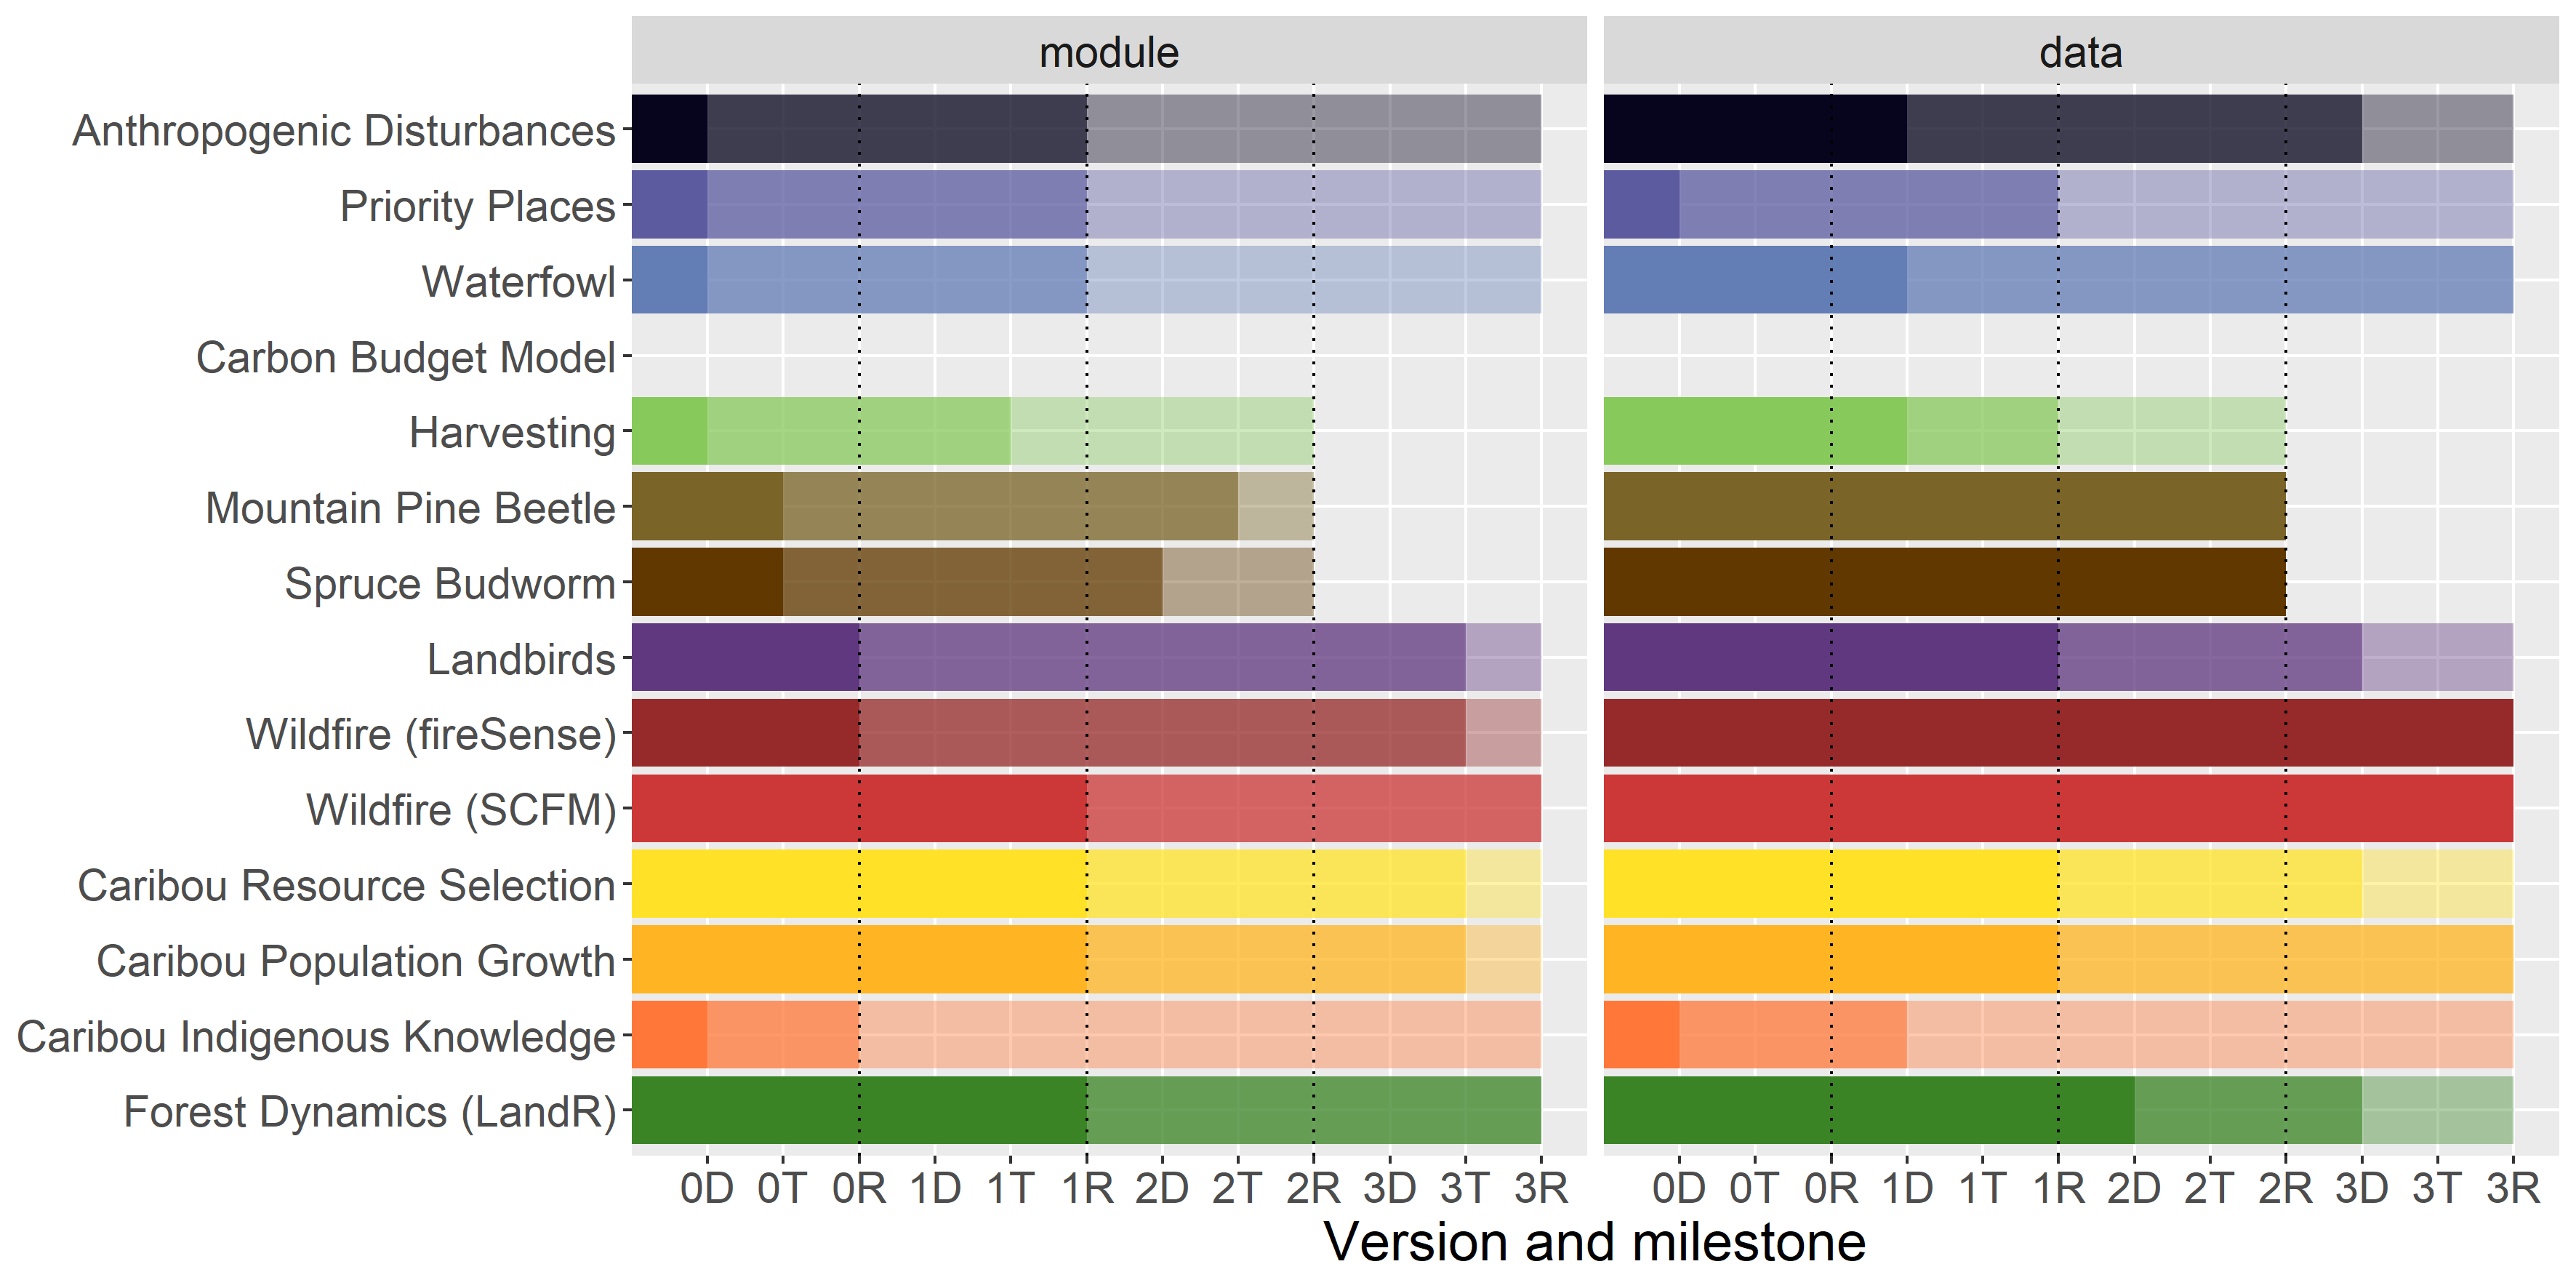 module
data
Anthropogenic Disturbances
Priority Places
Waterfowl
Carbon Budget Model
Harvesting
Mountain Pine Beetle
Spruce Budworm
Landbirds
Wildfire (fireSense)
Wildfire (SCFM)
Caribou Resource Selection
Caribou Population Growth
Caribou Indigenous Knowledge
Forest Dynamics (LandR)
0D 0T 0R 1D 1T 1R 2D 2T 2R 3D 3T 3R
0D 0T 0R 1D 1T 1R 2D 2T 2R 3D 3T 3R
Version and milestone